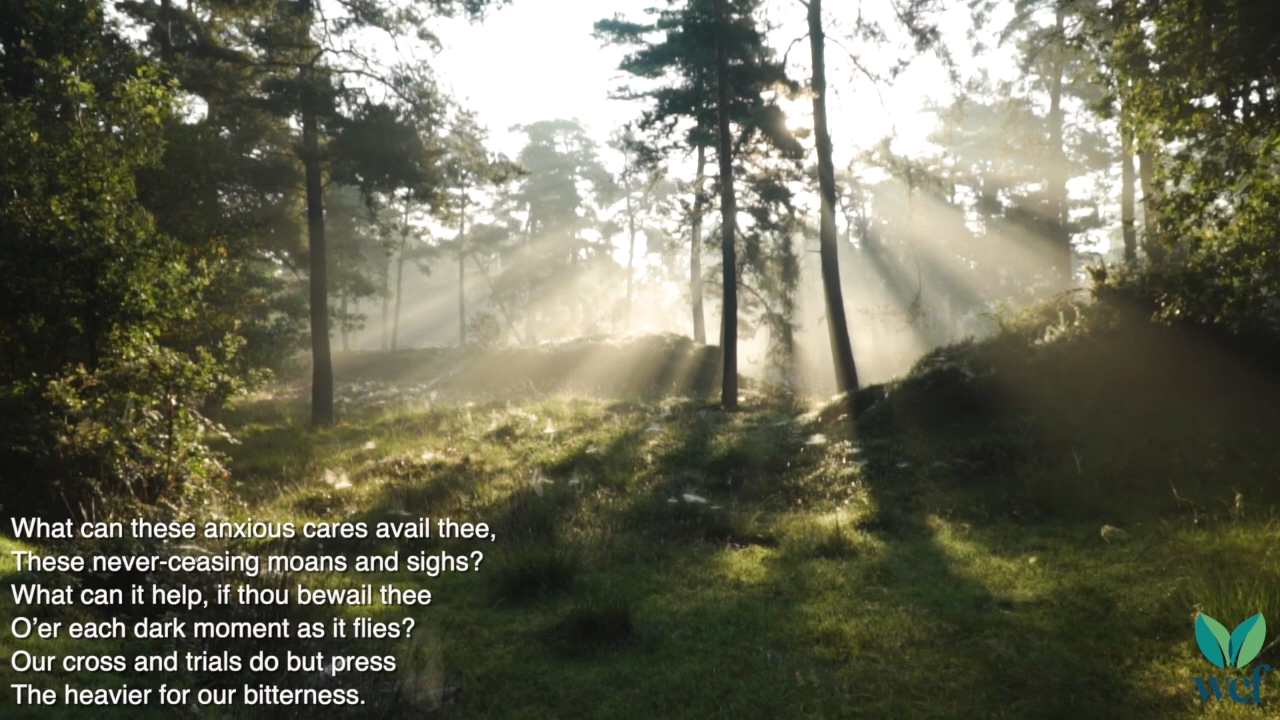 What can these anxious cares avail thee,
These never-ceasing moans and sighs?
What can it help, if thou bewail thee
O’er each dark moment as it flies?
Our cross and trials do but press
The heavier for our bitterness.
wcf